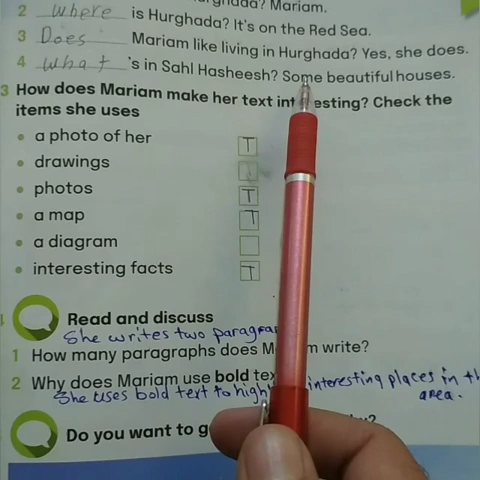 Mariam.
2 Where is Hurghada? It's on the Red Sea.
3 Does Mariam like living in Hurghada? Yes, she does.
4 what 's in Sahl Hasheesh? Some beautiful houses.
3 How does Mariam make her text int esting? Check the
items she uses
• a photo of her T
• drawings
• photos T
• a map T
• a diagram
• interesting facts T
Read and discuss
She writes two paragra
1 How many paragraphs does M m write?
2 Why does Mariam use bold tex
She uses bold text to high interesting places in th
area.
Do you want to g ?